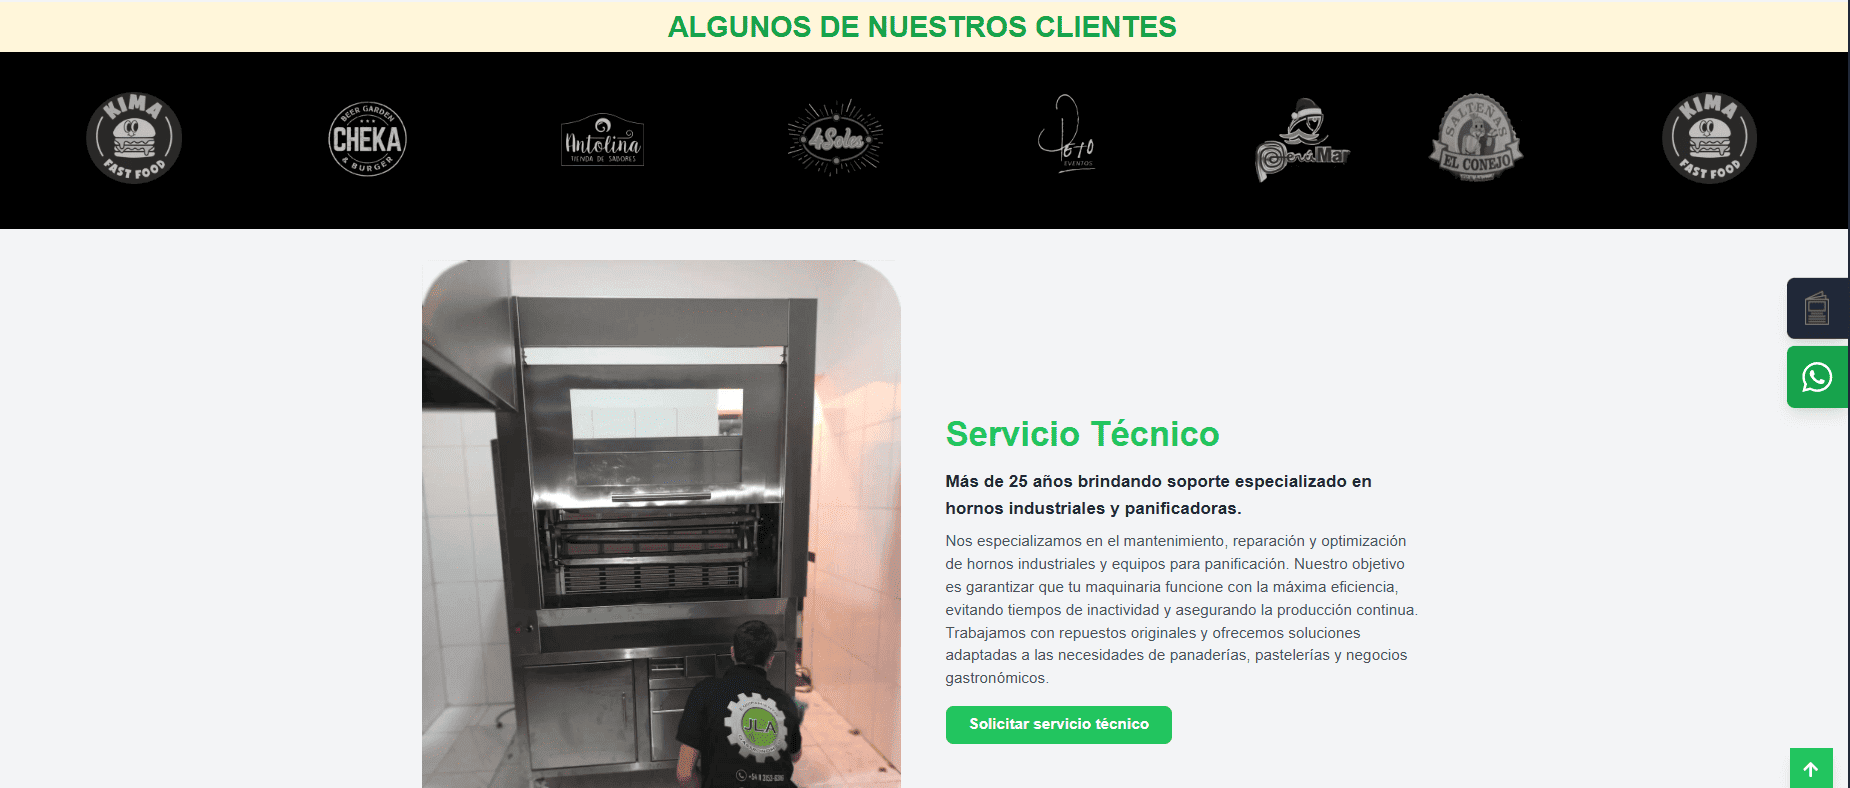 ALGUNOS DE NUESTROS CLIENTES
KIMA
FAST FOOD
BEER GARDEN
CHEKA
& BURGER
Antolina
TIENDA DE SABORES
4Soles
Peto
EVENTOS
PerúMar
SALTEÑAS
EL CONEJO
KIMA
FAST FOOD
Servicio Técnico
Más de 25 años brindando soporte especializado en
hornos industriales y panificadoras.
Nos especializamos en el mantenimiento, reparación y optimización
de hornos industriales y equipos para panificación. Nuestro objetivo
es garantizar que tu maquinaria funcione con la máxima eficiencia,
evitando tiempos de inactividad y asegurando la producción continua.
Trabajamos con repuestos originales y ofrecemos soluciones
adaptadas a las necesidades de panaderías, pastelerías y negocios
gastronómicos.
Solicitar servicio técnico
JLA